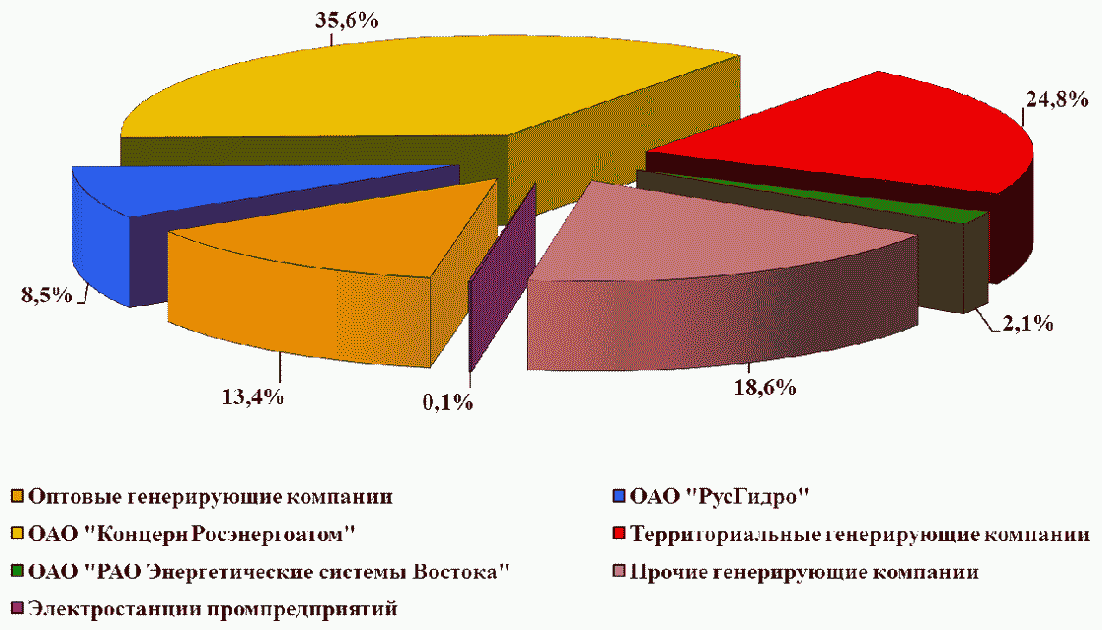 35,6%
24,8%
8,5%
2,1%
13,4%
0,1%
18,6%
Оптовые генерирующие компании
ОАО "РусГидро"
ОАО "Концерн Росэнергоатом"
Территориальные генерирующие компании
ОАО "РАО Энергетические системы Востока"
Прочие генерирующие компании
Электростанции промпредприятий